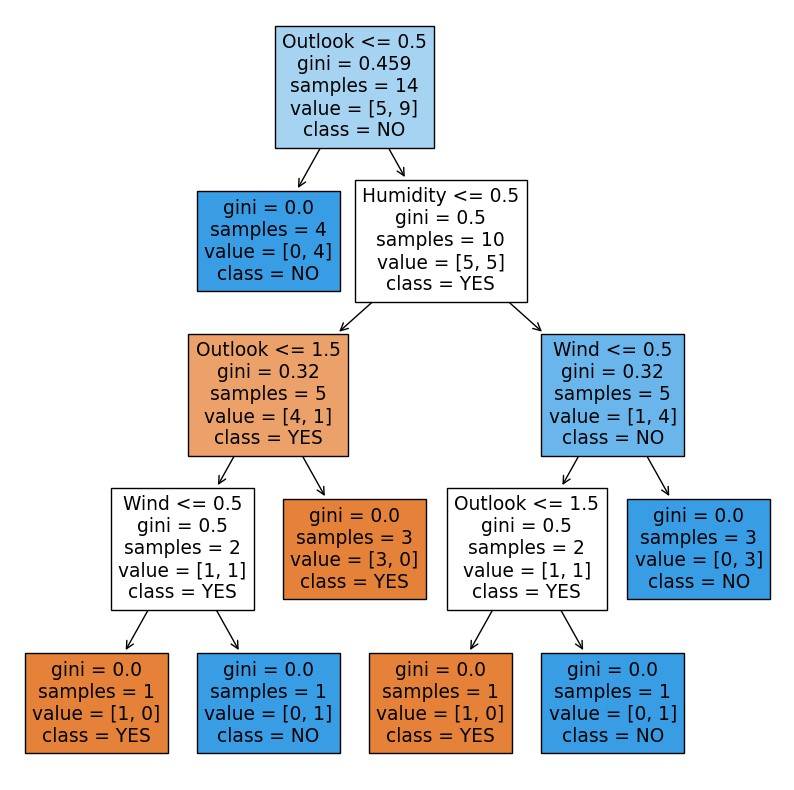 Outlook <= 0.5
gini = 0.459
samples = 14
value = [5, 9]
class = NO
gini = 0.0
samples = 4
value = [0, 4]
class = NO
Humidity <= 0.5
gini = 0.5
samples = 10
value = [5, 5]
class = YES
Outlook <= 1.5
gini = 0.32
samples = 5
value = [4, 1]
class = YES
Wind <= 0.5
gini = 0.32
samples = 5
value = [1, 4]
class = NO
Wind <= 0.5
gini = 0.5
samples = 2
value = [1, 1]
class = YES
gini = 0.0
samples = 3
value = [3, 0]
class = YES
Outlook <= 1.5
gini = 0.5
samples = 2
value = [1, 1]
class = YES
gini = 0.0
samples = 3
value = [0, 3]
class = NO
gini = 0.0
samples = 1
value = [1, 0]
class = YES
gini = 0.0
samples = 1
value = [0, 1]
class = NO
gini = 0.0
samples = 1
value = [1, 0]
class = YES
gini = 0.0
samples = 1
value = [0, 1]
class = NO